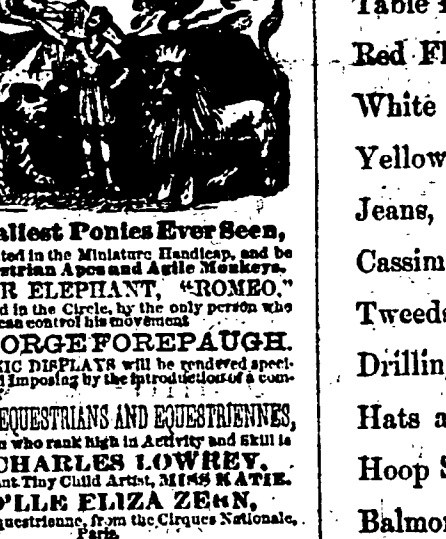 allest Ponies Ever Seen,
ted in the Miniature Handicap, and be
strian Apes and Agile Monkeys.
R ELEPHANT, "ROMEO,"
d in the Circle, by the only person who
can control his movement
ORGE FOREPAUGH.
IC DISPLAYS will be rendered speci-
d imposing by the introduction of a com-
EQUESTRIANS AND EQUESTRIENNES,
n who rank high in Activity and Skill is
CHARLES LOWREY,
nt Tiny Child Artist, MISS KATIE.
'LLE ELIZA ZEHN,
questrienne, from the Cirques Nationale,
Paris.
Table
Red Fl
White
Yellow
Jeans,
Cassim
Tweeds
Drillin
Hats a
Hoop S
Balmor